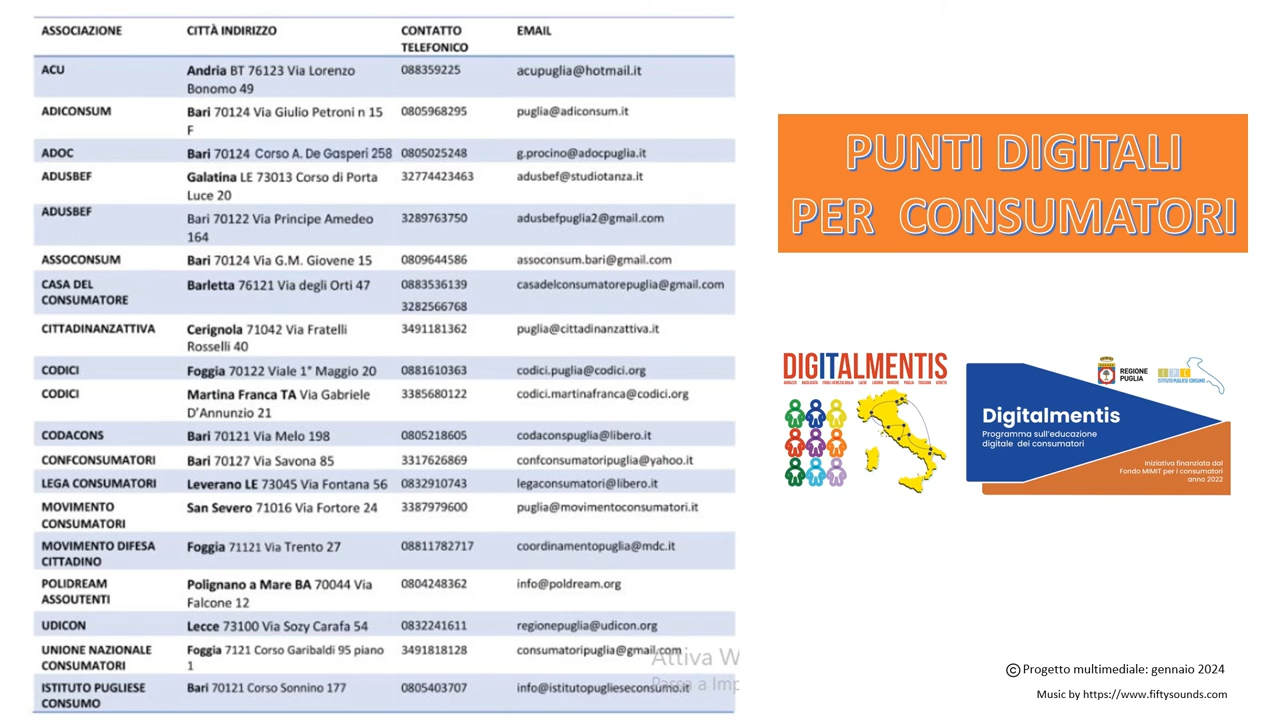 ASSOCIAZIONE CITTÀ INDIRIZZO CONTATTO TELEFONICO EMAIL
ACU Andria BT 76123 Via Lorenzo Bonomo 49 088359225 acupuglia@hotmail.it
ADICONSUM Bari 70124 Via Giulio Petroni n 15 F 0805968295 puglia@adiconsum.it
ADOC Bari 70124 Corso A. De Gasperi 258 0805025248 g.procino@adocpuglia.it
ADUSBEF Galatina LE 73013 Corso di Porta Luce 20 32774423463 adusbef@studiotanza.it
ADUSBEF Bari 70122 Via Principe Amedeo 164 3289763750 adusbefpuglia2@gmail.com
ASSOCONSUM Bari 70124 Via G.M. Giovene 15 0809644586 assoconsum.bari@gmail.com
CASA DEL CONSUMATORE Barletta 76121 Via degli Orti 47 0883536139 3282566768 casadelconsumatorepuglia@gmail.com
CITTADINANZATTIVA Cerignola 71042 Via Fratelli Rosselli 40 3491181362 puglia@cittadinanzattiva.it
CODICI Foggia 70122 Viale 1° Maggio 20 0881610363 codici.puglia@codici.org
CODICI Martina Franca TA Via Gabriele D'Annunzio 21 3385680122 codici.martinafranca@codici.org
CODACONS Bari 70121 Via Melo 198 0805218605 codaconspuglia@libero.it
CONFCONSUMATORI Bari 70127 Via Savona 85 3317626869 confconsumatoripuglia@yahoo.it
LEGA CONSUMATORI Leverano LE 73045 Via Fontana 56 0832910743 legaconsumatori@libero.it
MOVIMENTO CONSUMATORI San Severo 71016 Via Fortore 24 3387979600 puglia@movimentoconsumatori.it
MOVIMENTO DIFESA CITTADINO Foggia 71121 Via Trento 27 08811782717 coordinamentopuglia@mdc.it
POLIDREAM ASSOUTENTI Polignano a Mare BA 70044 Via Falcone 12 0804248362 info@poldream.org
UDICON Lecce 73100 Via Sozy Carafa 54 0832241611 regionepuglia@udicon.org
UNIONE NAZIONALE CONSUMATORI Foggia 7121 Corso Garibaldi 95 piano 1 3491818128 consumatoripuglia@gmail.com
ISTITUTO PUGLIESE CONSUMO Bari 70121 Corso Sonnino 177 0805403707 info@istitutopuglieseconsumo.it
Attiva W
Passa a Imp
PUNTI DIGITALI
PER CONSUMATORI
DIGITALMENTIS
REGIONE
PUGLIA
IPC
ISTITUTO PUGLIESE CONSUMO
Digitalmentis
Programma sull'educazione
digitale dei consumatori
Iniziativa finanziata dal
Fondo MIMIT per i consumatori
anno 2022
© Progetto multimediale: gennaio 2024
Music by https://www.fiftysounds.com